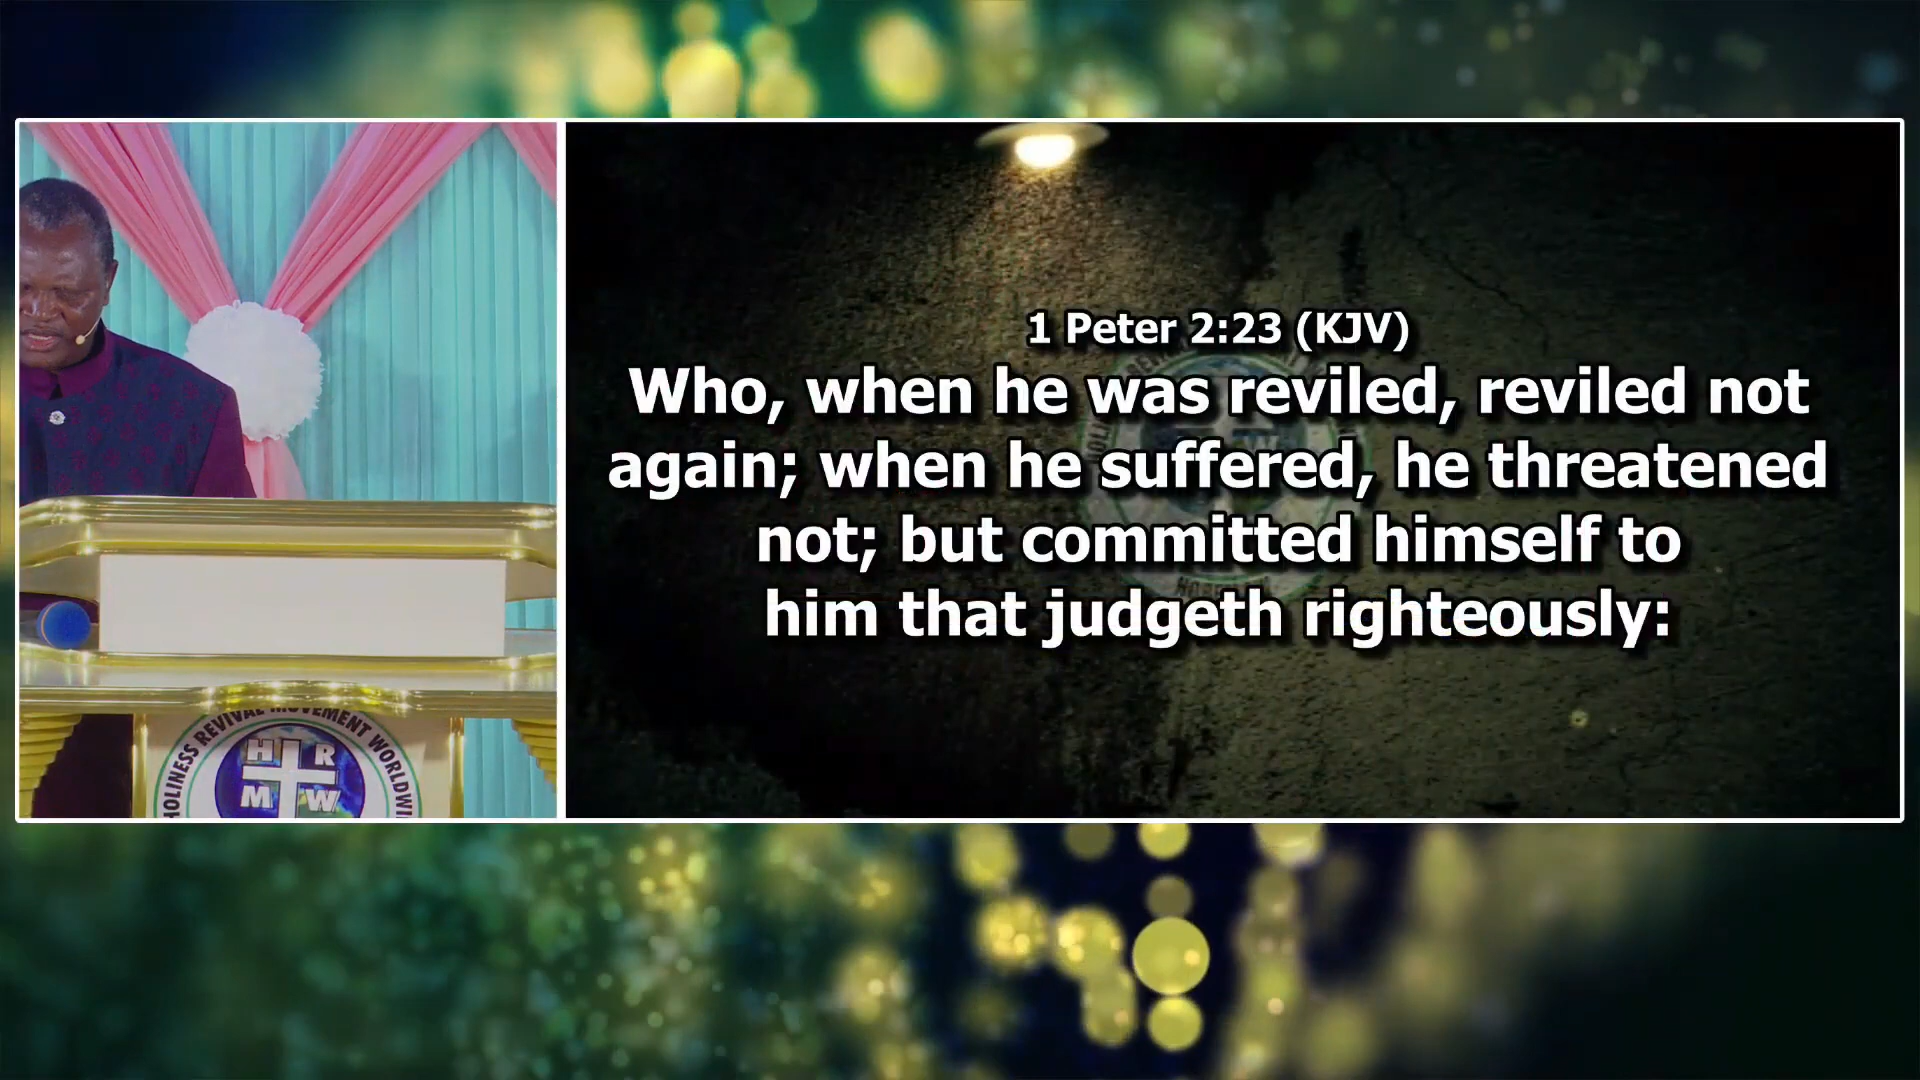 1 Peter 2:23 (KJV)
Who, when he was reviled, reviled not
again; when he suffered, he threatened
not; but committed himself to
him that judgeth righteously:
HOLINESS REVIVAL MOVEMENT
H R
M W